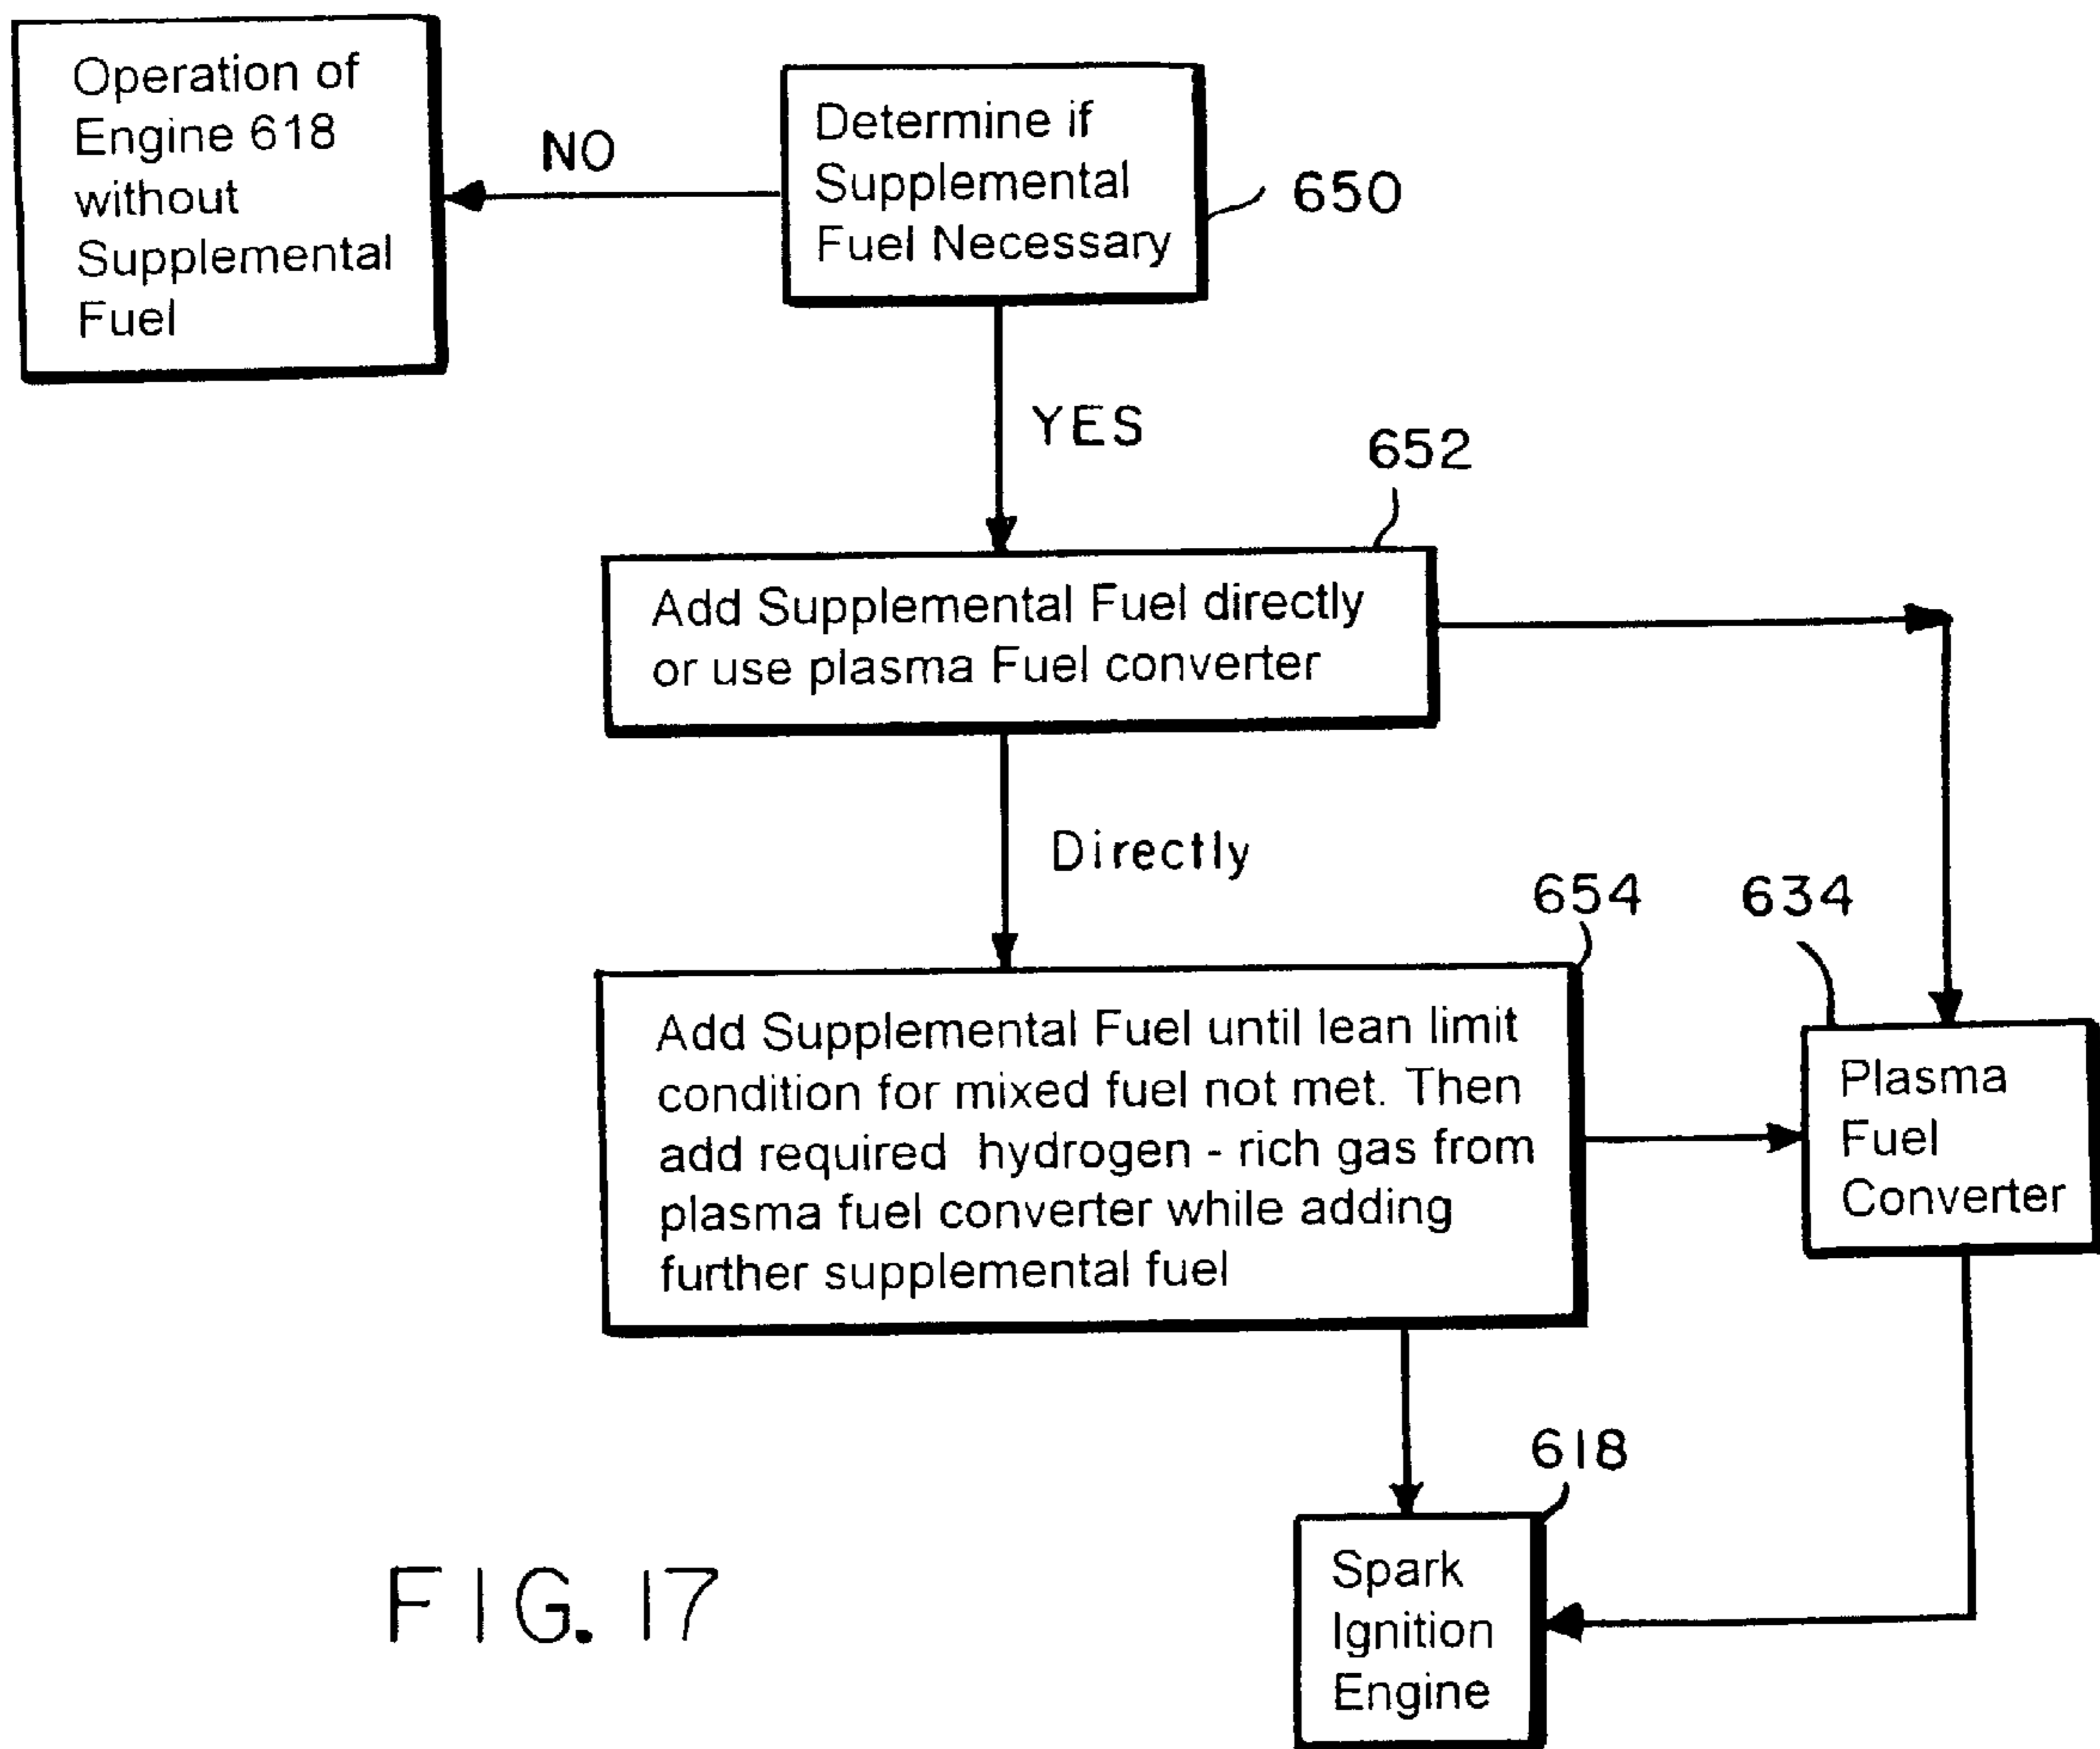 Operation of
Engine 618
without
Supplemental
Fuel
NO
Determine if
Supplemental
Fuel Necessary
650
YES
652
Add Supplemental Fuel directly
or use plasma Fuel converter
Directly
654
634
Add Supplemental Fuel until lean limit
condition for mixed fuel not met. Then
add required hydrogen - rich gas from
plasma fuel converter while adding
further supplemental fuel
Plasma
Fuel
Converter
618
Spark
Ignition
Engine
FIG. 17